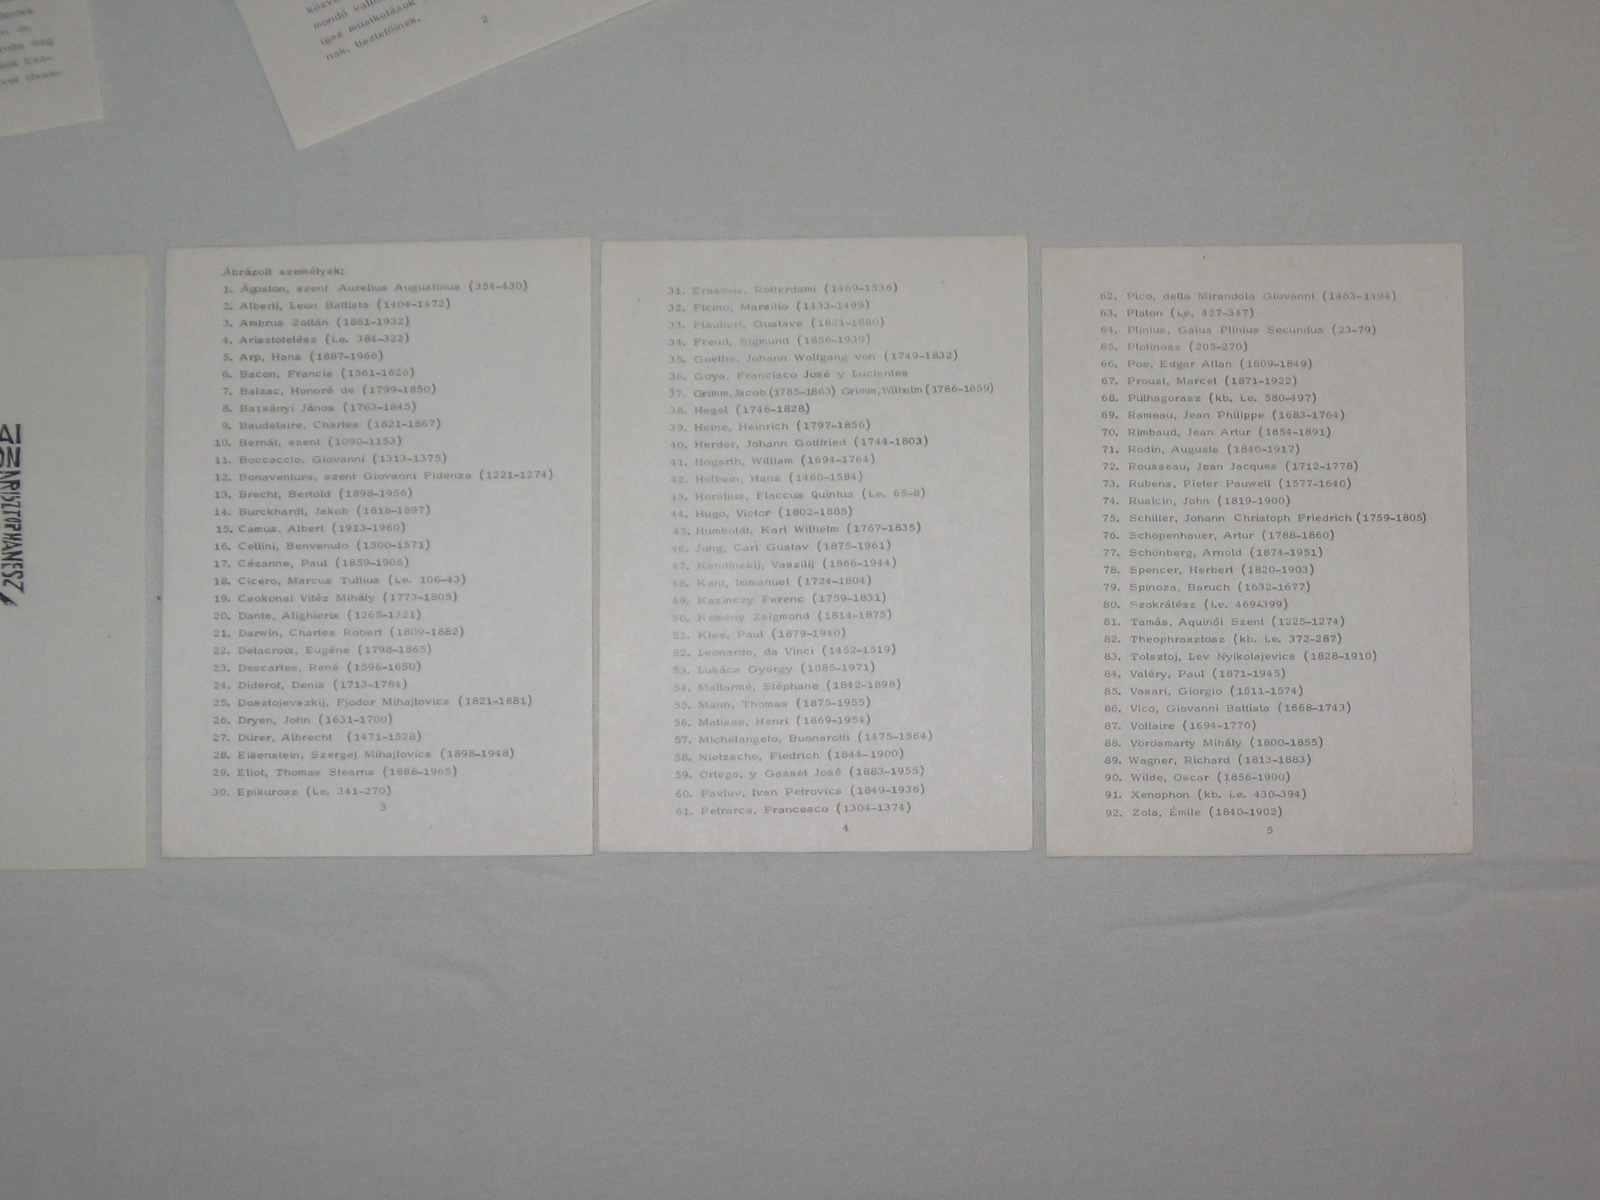 mondó
igaz műalkotások
nak, tisztelőinek.
2
AI
ON
ARISZTOPHANESZ
Ábrázolt személyek:
1. Ágoston, szent Aurelius Augustinus (354-430)
2. Alberti, Leon Battista (1404-1472)
3. Ambrus Zoltán (1861-1932)
4. Arisztotelész (i.e. 384-322)
5. Arp, Hans (1887-1966)
6. Bacon, Francis (1561-1626)
7. Balzac, Honoré de (1799-1850)
8. Batsányi János (1763-1845)
9. Baudelaire, Charles (1821-1867)
10. Bernát, szent (1090-1153)
11. Boccaccio, Giovanni (1313-1375)
12. Bonaventura, szent Giovanni Fidenza (1221-1274)
13. Brecht, Bertold (1898-1956)
14. Burckhardt, Jakob (1818-1897)
15. Camus, Albert (1913-1960)
16. Cellini, Benvenuto (1500-1571)
17. Cézanne, Paul (1859-1906)
18. Cicero, Marcus Tullius (i.e. 106-43)
19. Csokonai Vitéz Mihály (1773-1805)
20. Dante, Alighieri (1265-1321)
21. Darwin, Charles Robert (1809-1882)
22. Delacroix, Eugéne (1798-1863)
23. Descartes, René (1596-1650)
24. Diderot, Denis (1713-1784)
25. Dosztojevszkij, Fjodor Mihajlovics (1821-1881)
26. Dryen, John (1631-1700)
27. Dürer, Albrecht (1471-1528)
28. Eisenstein, Szergej Mihajlovics (1898-1948)
29. Eliot, Thomas Stearns (1888-1965)
30. Epikurosz (i.e. 341-270)
3
31. Erasmus, Rotterdami (1469-1536)
32. Ficino, Marsilio (1433-1499)
33. Flaubert, Gustave (1821-1880)
34. Freud, Sigmund (1856-1939)
35. Goethe, Johann Wolfgang von (1749-1832)
36. Goya, Francisco José y Lucientes
37. Grimm, Jacob (1785-1863) Grimm, Wilhelm (1786-1859)
38. Hegel (1746-1828)
39. Heine, Heinrich (1797-1856)
40. Herder, Johann Gottfried (1744-1803)
41. Hogarth, William (1694-1764)
42. Holbein, Hans (1460-1584)
43. Horatius, Flaccus Quintus (i.e. 65-8)
44. Hugo, Victor (1802-1885)
45. Humboldt, Karl Wilhelm (1767-1835)
46. Jung, Carl Gustav (1875-1961)
47. Kandinskij, Vaszilij (1866-1944)
48. Kant, Immanuel (1724-1804)
49. Kazinczy Ferenc (1759-1831)
50. Kemény Zsigmond (1814-1875)
51. Klee, Paul (1879-1940)
52. Leonardo, da Vinci (1452-1519)
53. Lukács György (1885-1971)
54. Mallarmé, Stéphane (1842-1898)
55. Mann, Thomas (1875-1955)
56. Matisse, Henri (1869-1954)
57. Michelangelo, Buonarotti (1475-1564)
58. Nietzsche, Fiedrich (1844-1900)
59. Ortega, y Gasset José (1883-1955)
60. Pavlov, Ivan Petrovics (1849-1936)
61. Petrarca, Francesco (1304-1374)
4
62. Pico, della Mirandola Giovanni (1463-1494)
63. Platon (i.e. 427-347)
64. Plinius, Gaius Plinius Secundus (23-79)
65. Plotinosz (205-270)
66. Poe, Edgar Allan (1809-1849)
67. Proust, Marcel (1871-1922)
68. Püthagorasz (kb. i.e. 580-497)
69. Rameau, Jean Philippe (1683-1764)
70. Rimbaud, Jean Artur (1854-1891)
71. Rodin, Auguste (1840-1917)
72. Rousseau, Jean Jacques (1712-1778)
73. Rubens, Pieter Pauwell (1577-1640)
74. Rusicin, John (1819-1900)
75. Schiller, Johann Christoph Friedrich (1759-1805)
76. Schopenhauer, Artur (1788-1860)
77. Schönberg, Arnold (1874-1951)
78. Spencer, Herbert (1820-1903)
79. Spinoza, Baruch (1632-1677)
80. Szokrátész (i.e. 469-399)
81. Tamás, Aquinói Szent (1225-1274)
82. Theophrasztosz (kb. i.e. 372-287)
83. Tolsztoj, Lev Nyikolajevics (1828-1910)
84. Valéry, Paul (1871-1945)
85. Vasari, Giorgio (1511-1574)
86. Vico, Giovanni Battista (1668-1743)
87. Voltaire (1694-1770)
88. Vörösmarty Mihály (1800-1855)
89. Wagner, Richard (1813-1883)
90. Wilde, Oscar (1856-1900)
91. Xenophon (kb. i.e. 430-394)
92. Zola, Émile (1840-1902)
5